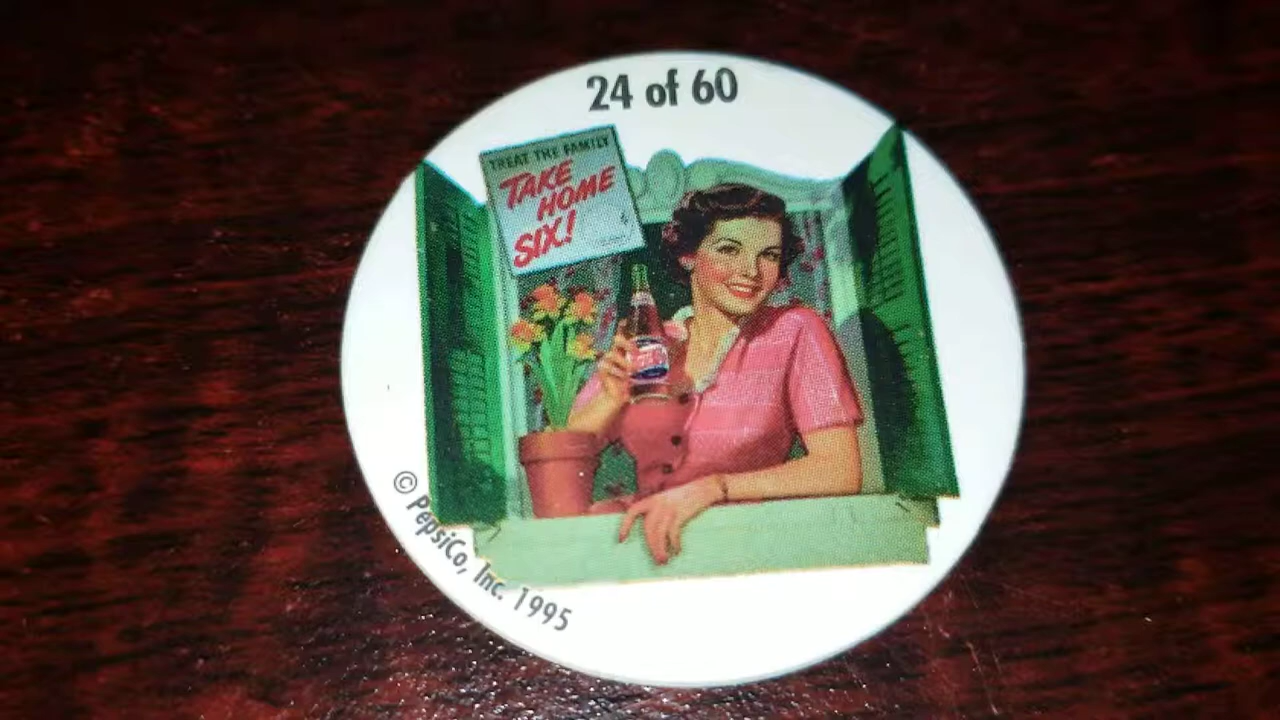 24 of 60
TREAT THE FAMILY
TAKE
HOME
SIX!
© PepsiCo, Inc. 1995